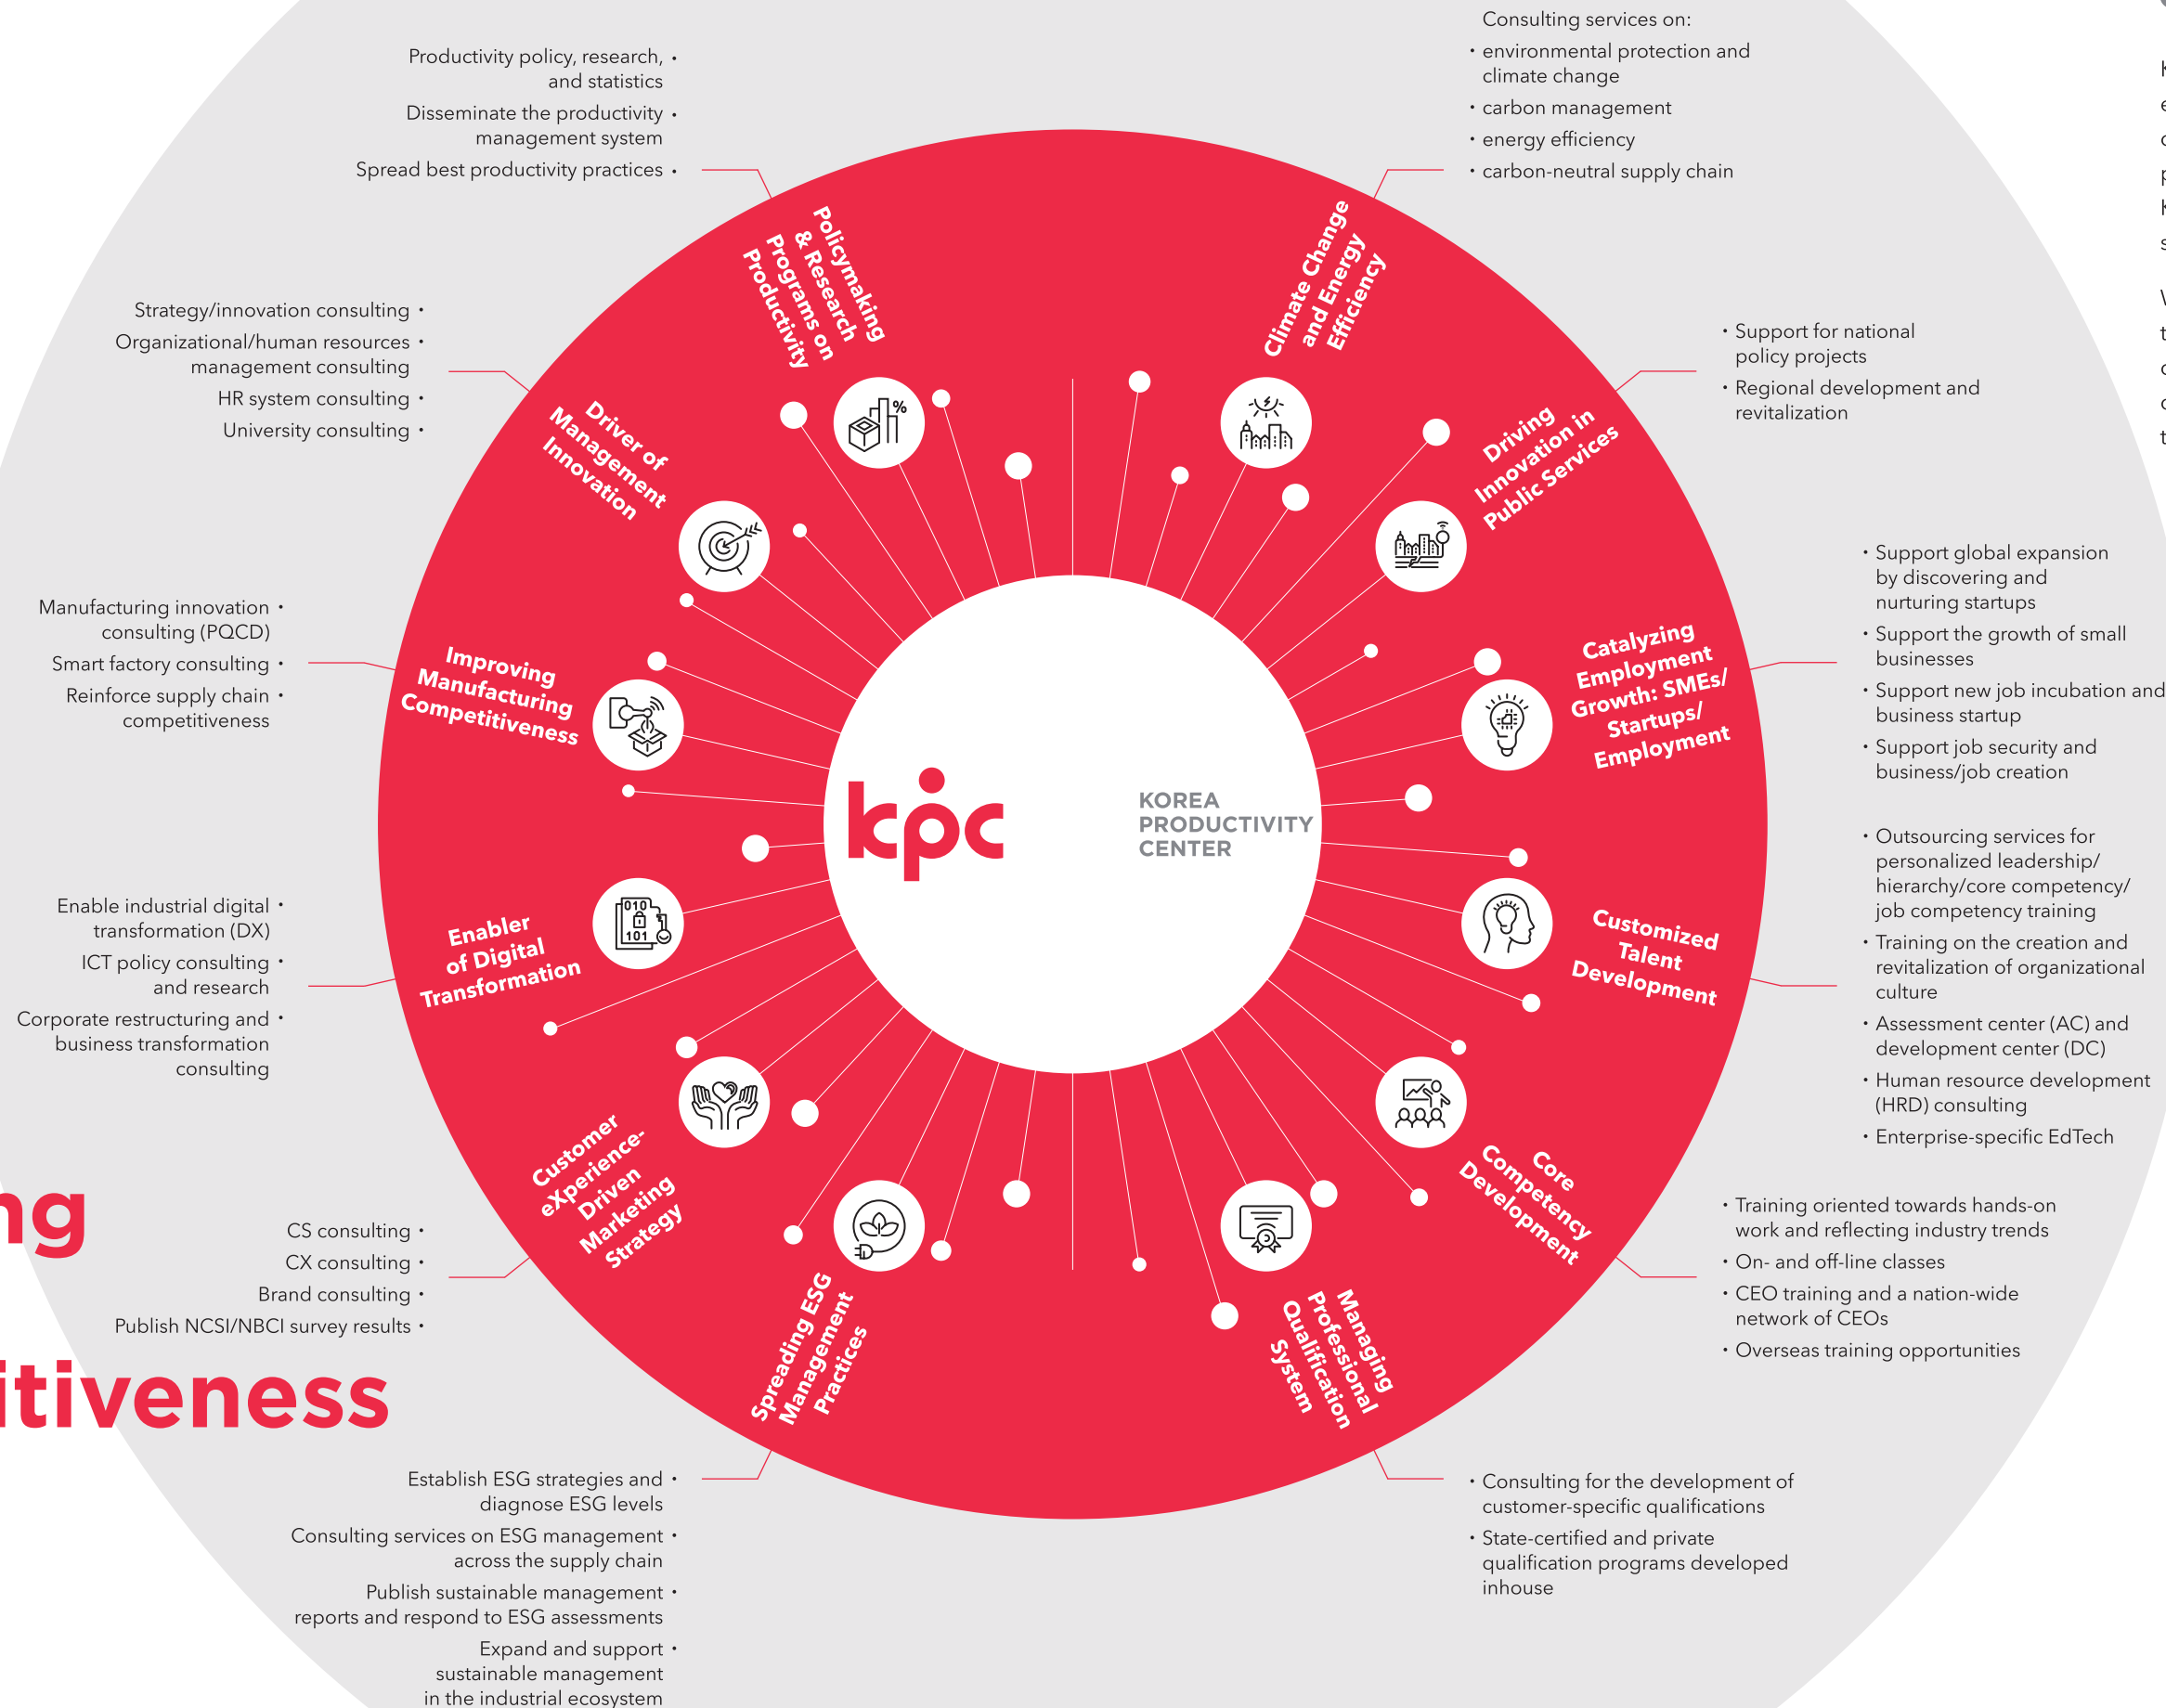 Productivity policy, research, •
and statistics
Disseminate the productivity •
management system
Spread best productivity practices •
Policymaking
& Research
Programs on
Productivity
Strategy/innovation consulting •
Organizational/human resources •
management consulting
HR system consulting •
University consulting •
Driver of
Management
Innovation
Manufacturing innovation •
consulting (PQCD)
Smart factory consulting •
Reinforce supply chain •
competitiveness
Improving
Manufacturing
Competitiveness
Enable industrial digital •
transformation (DX)
ICT policy consulting •
and research
Corporate restructuring and •
business transformation
consulting
Enabler
of Digital
Transformation
010
101
CS consulting •
CX consulting •
Brand consulting •
Publish NCSI/NBCI survey results •
Customer
eXperience-
Driven
Marketing
Strategy
ng
itiveness
Establish ESG strategies and •
diagnose ESG levels
Consulting services on ESG management •
across the supply chain
Publish sustainable management •
reports and respond to ESG assessments
Expand and support •
sustainable management
in the industrial ecosystem
Spreading ESG
Management
Practices
%
kpc
KOREA
PRODUCTIVITY
CENTER
Consulting services on:
• environmental protection and
climate change
• carbon management
• energy efficiency
• carbon-neutral supply chain
Climate Change
and Energy
Efficiency
• Support for national
policy projects
• Regional development and
revitalization
Driving
Innovation in
Public Services
• Support global expansion
by discovering and
nurturing startups
• Support the growth of small
businesses
• Support new job incubation and
business startup
• Support job security and
business/job creation
Catalyzing
Employment
Growth: SMEs/
Startups/
Employment
• Outsourcing services for
personalized leadership/
hierarchy/core competency/
job competency training
• Training on the creation and
revitalization of organizational
culture
• Assessment center (AC) and
development center (DC)
• Human resource development
(HRD) consulting
• Enterprise-specific EdTech
Customized
Talent
Development
• Training oriented towards hands-on
work and reflecting industry trends
• On- and off-line classes
• CEO training and a nation-wide
network of CEOs
• Overseas training opportunities
Core
Competency
Development
• Consulting for the development of
customer-specific qualifications
• State-certified and private
qualification programs developed
inhouse
Managing
Professional
Qualification
System